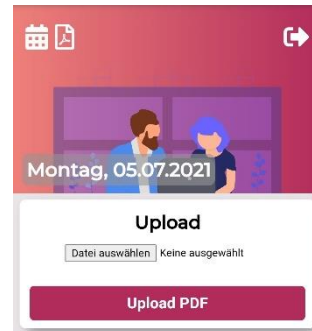 Montag, 05.07.2021
Upload
Datei auswählen Keine ausgewählt
Upload PDF